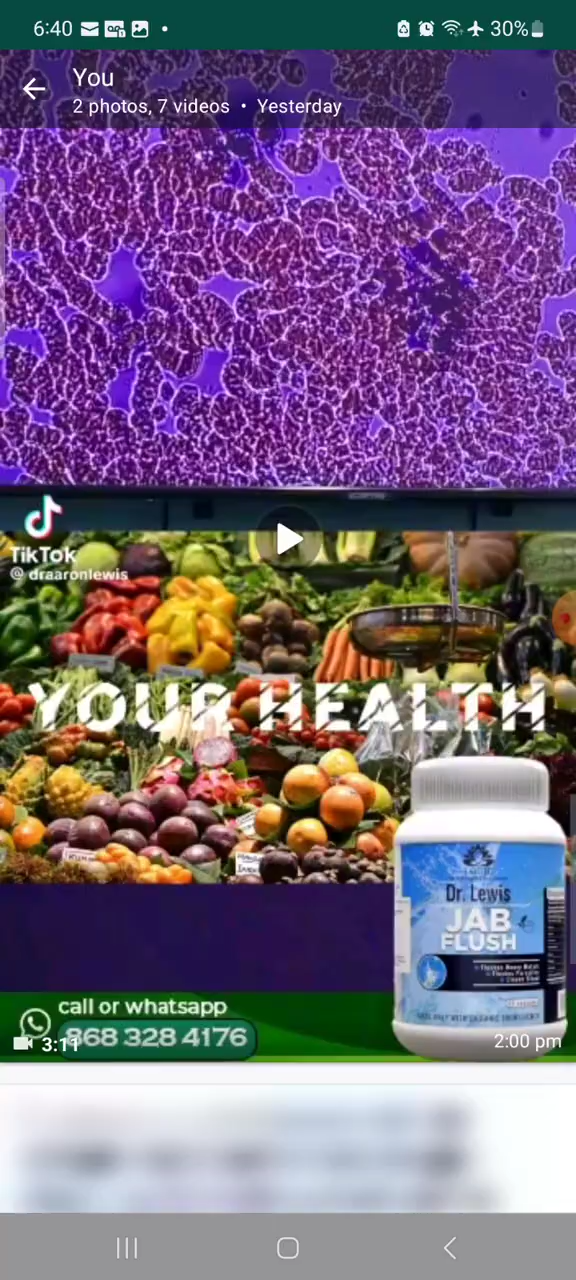 6:40
30%
You
2 photos, 7 videos • Yesterday
TikTok
@draaronlewis
YOUR HEALTH
Dr. Lewis
JAB
FLUSH
call or whatsapp
868 328 4176
3:11
2:00 pm